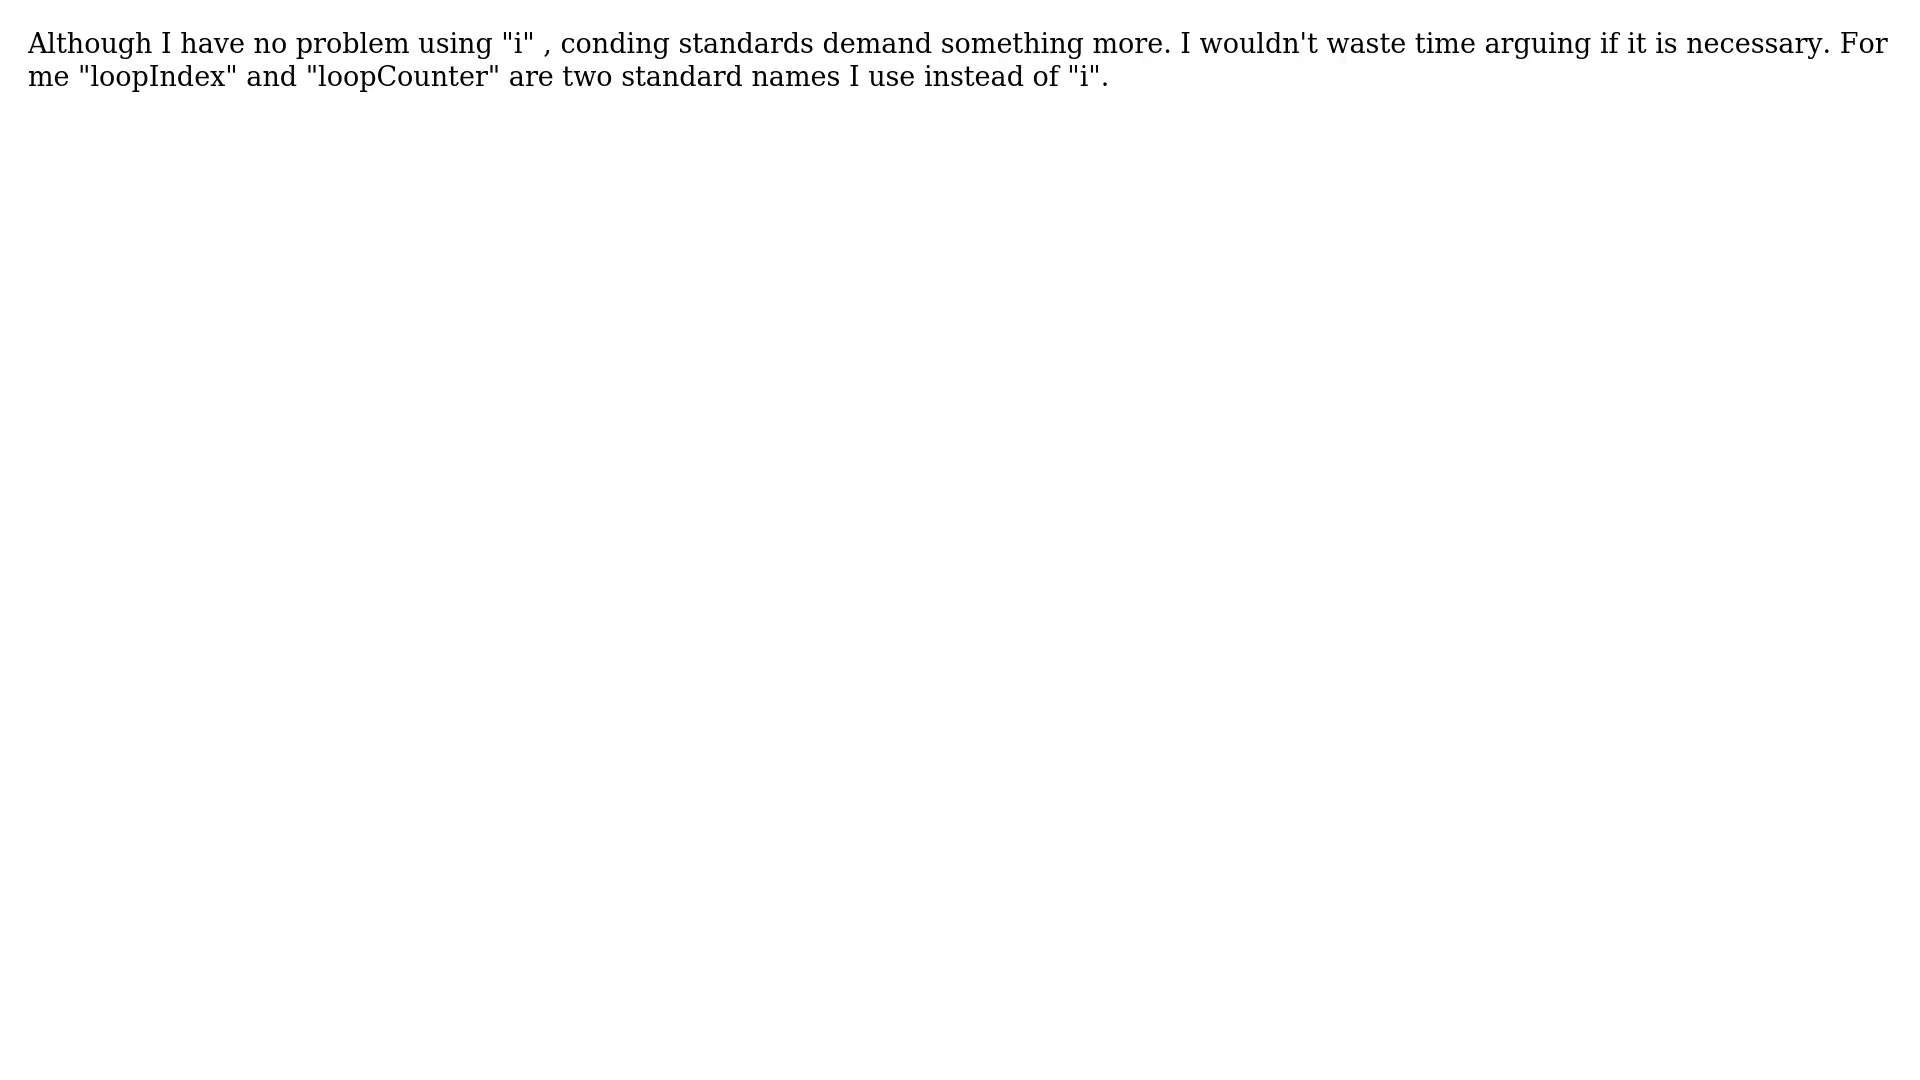 Although I have no problem using "i" , conding standards demand something more. I wouldn't waste time arguing if it is necessary. For
me "loopIndex" and "loopCounter" are two standard names I use instead of "i".